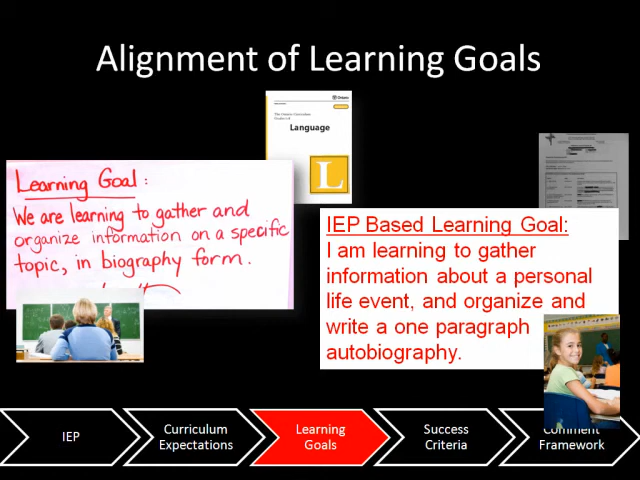 Alignment of Learning Goals
Ontario
Language
L
Learning Goal:
We are learning to gather and
organize information on a specific
topic, in biography form.
IEP Based Learning Goal:
I am learning to gather
information about a personal
life event, and organize and
write a one paragraph
autobiography.
IEP
Curriculum
Expectations
Learning
Goals
Success
Criteria
Comment
Framework